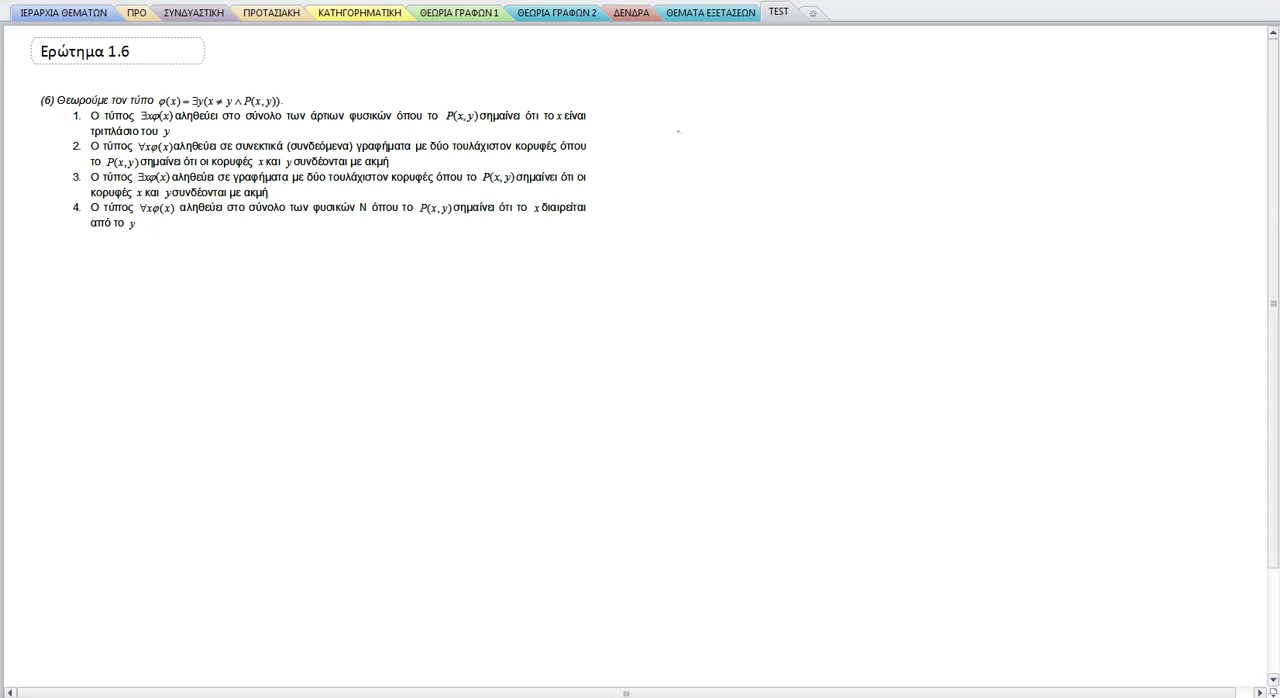 ΙΕΡΑΡΧΙΑ ΘΕΜΑΤΩΝ ΠΡΟ ΣΥΝΔΥΑΣΤΙΚΗ ΠΡΟΤΑΣΙΑΚΗ ΚΑΤΗΓΟΡΗΜΑΤΙΚΗ ΘΕΩΡΙΑ ΓΡΑΦΩΝ 1 ΘΕΩΡΙΑ ΓΡΑΦΩΝ 2 ΔΕΝΔΡΑ ΘΕΜΑΤΑ ΕΞΕΤΑΣΕΩΝ TEST
Ερώτημα 1.6
(6) Θεωρούμε τον τύπο φ(x) = ∃y(x ≠ y ∧ P(x, y)).
1. Ο τύπος ∃xφ(x) αληθεύει στο σύνολο των άρτιων φυσικών όπου το P(x, y) σημαίνει ότι το x είναι
τριπλάσιο του y
2. Ο τύπος ∀xφ(x) αληθεύει σε συνεκτικά (συνδεόμενα) γραφήματα με δύο τουλάχιστον κορυφές όπου
το P(x, y) σημαίνει ότι οι κορυφές x και y συνδέονται με ακμή
3. Ο τύπος ∃xφ(x) αληθεύει σε γραφήματα με δύο τουλάχιστον κορυφές όπου το P(x, y) σημαίνει ότι οι
κορυφές x και y συνδέονται με ακμή
4. Ο τύπος ∀xφ(x) αληθεύει στο σύνολο των φυσικών Ν όπου το P(x, y) σημαίνει ότι το x διαιρείται
από το y